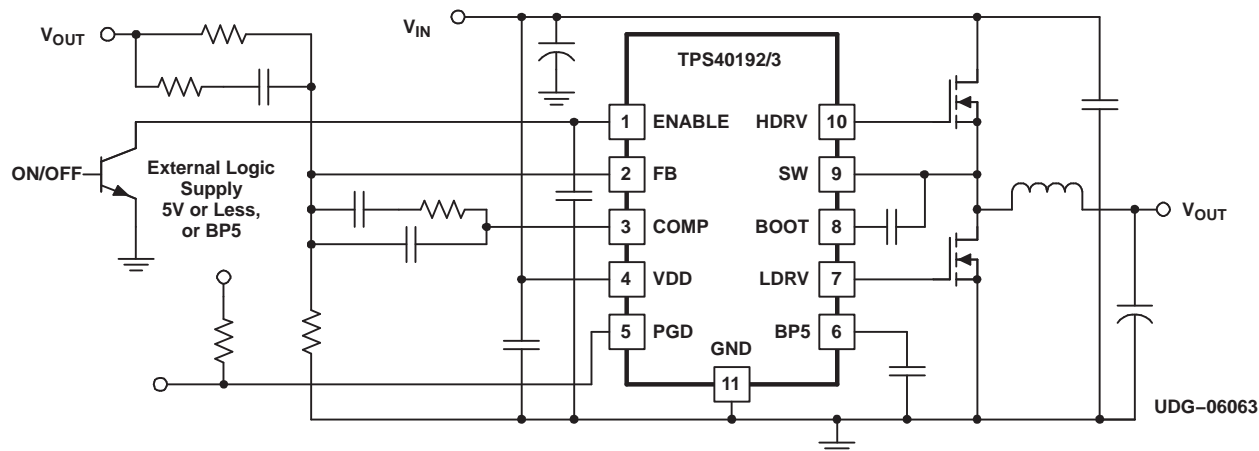 VOUT
VIN
TPS40192/3
1 ENABLE
HDRV 10
ON/OFF
External Logic
Supply
5V or Less,
or BP5
2 FB
SW 9
3 COMP
BOOT 8
VOUT
4 VDD
LDRV 7
5 PGD
BP5 6
GND
11
UDG–06063